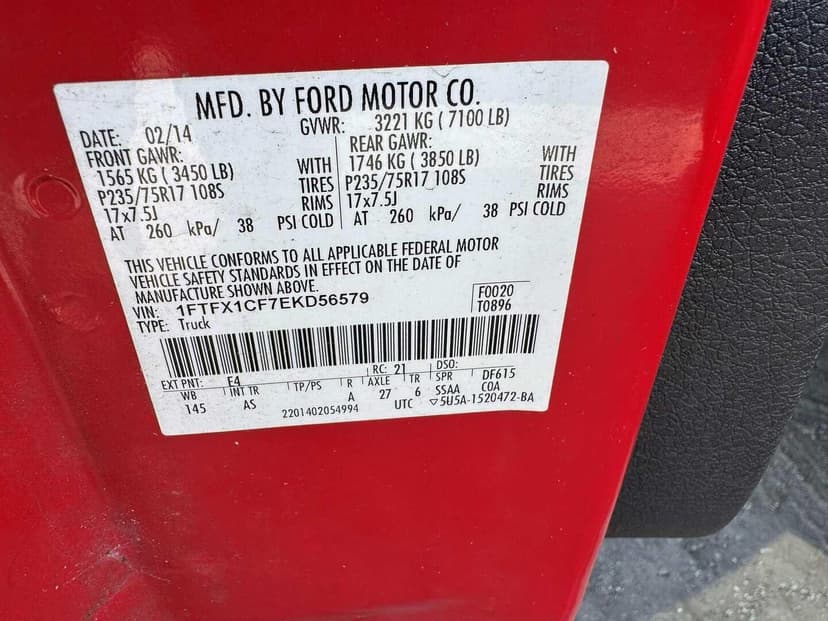 MFD. BY FORD MOTOR CO.
DATE: 02/14 GVWR: 3221 KG ( 7100 LB)
FRONT GAWR: REAR GAWR:
1565 KG ( 3450 LB) WITH 1746 KG ( 3850 LB) WITH
P235/75R17 108S TIRES P235/75R17 108S TIRES
17x7.5J RIMS 17x7.5J RIMS
AT 260 kPa/ 38 PSI COLD AT 260 kPa/ 38 PSI COLD
THIS VEHICLE CONFORMS TO ALL APPLICABLE FEDERAL MOTOR
VEHICLE SAFETY STANDARDS IN EFFECT ON THE DATE OF
MANUFACTURE SHOWN ABOVE.
VIN: 1FTFX1CF7EKD56579 F0020
TYPE: Truck T0896
EXT PNT: E4 RC: 21 DSO:
WB INT TR TP/PS R AXLE TR SPR DF615
145 AS A 27 6 SSAA COA
2201402054994 UTC ▽5U5A-1520472-BA